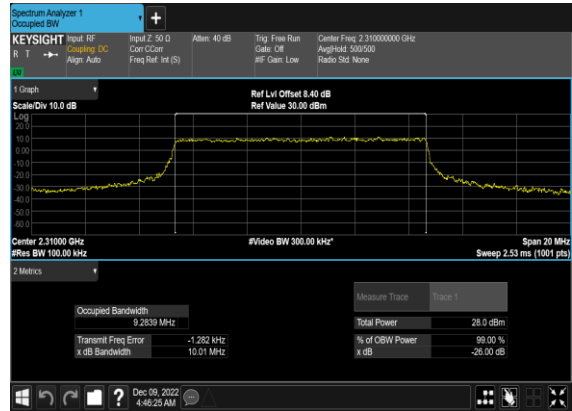 Spectrum Analyzer 1
Occupied BW
+
KEYSIGHT Input: RF Input Z: 50 Ω Atten: 40 dB Trig: Free Run Center Freq: 2.310000000 GHz
R T Coupling: DC Corr CCorr Gate: Off Avg|Hold: 500/500
Align: Auto Freq Ref: Int (S) #IF Gain: Low Radio Std: None
1 Graph
Ref Lvl Offset 8.40 dB
Scale/Div 10.0 dB Ref Value 30.00 dBm
Log
20.0
10.0
0.00
-10.0
-20.0
-30.0
-40.0
-50.0
-60.0
Center 2.31000 GHz #Video BW 300.00 kHz* Span 20 MHz
#Res BW 100.00 kHz Sweep 2.53 ms (1001 pts)
2 Metrics
Measure Trace Trace 1
Occupied Bandwidth
9.2839 MHz Total Power 28.0 dBm
Transmit Freq Error -1.282 kHz % of OBW Power 99.00 %
x dB Bandwidth 10.01 MHz x dB -26.00 dB
? Dec 09, 2022
4:46:25 AM